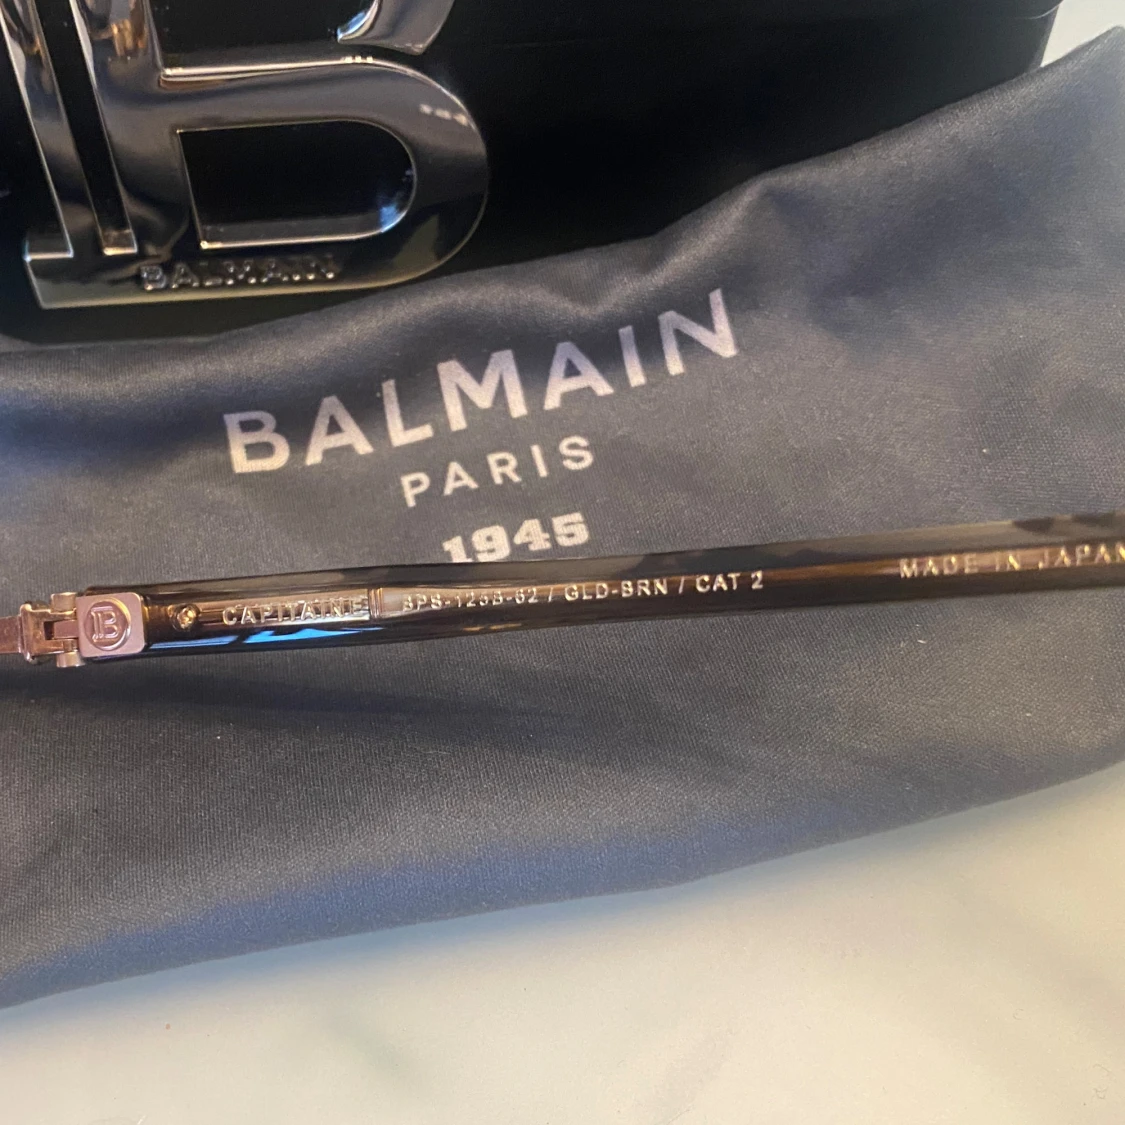 B
BALMAIN
BALMAIN
PARIS
1945
B
CAPITAINE BPS-125B-62 / GLD-BRN / CAT 2
MADE IN JAPAN